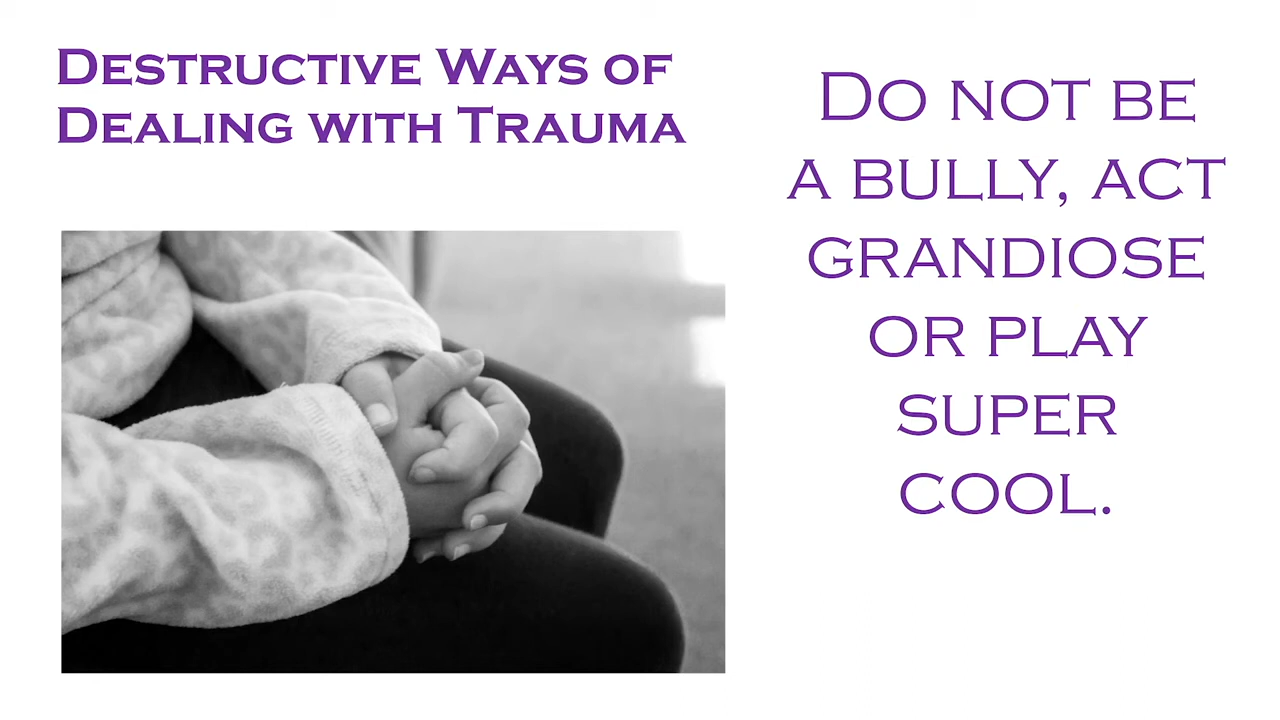 Destructive Ways of
Dealing with Trauma
Do not be
a bully, act
grandiose
or play
super
cool.